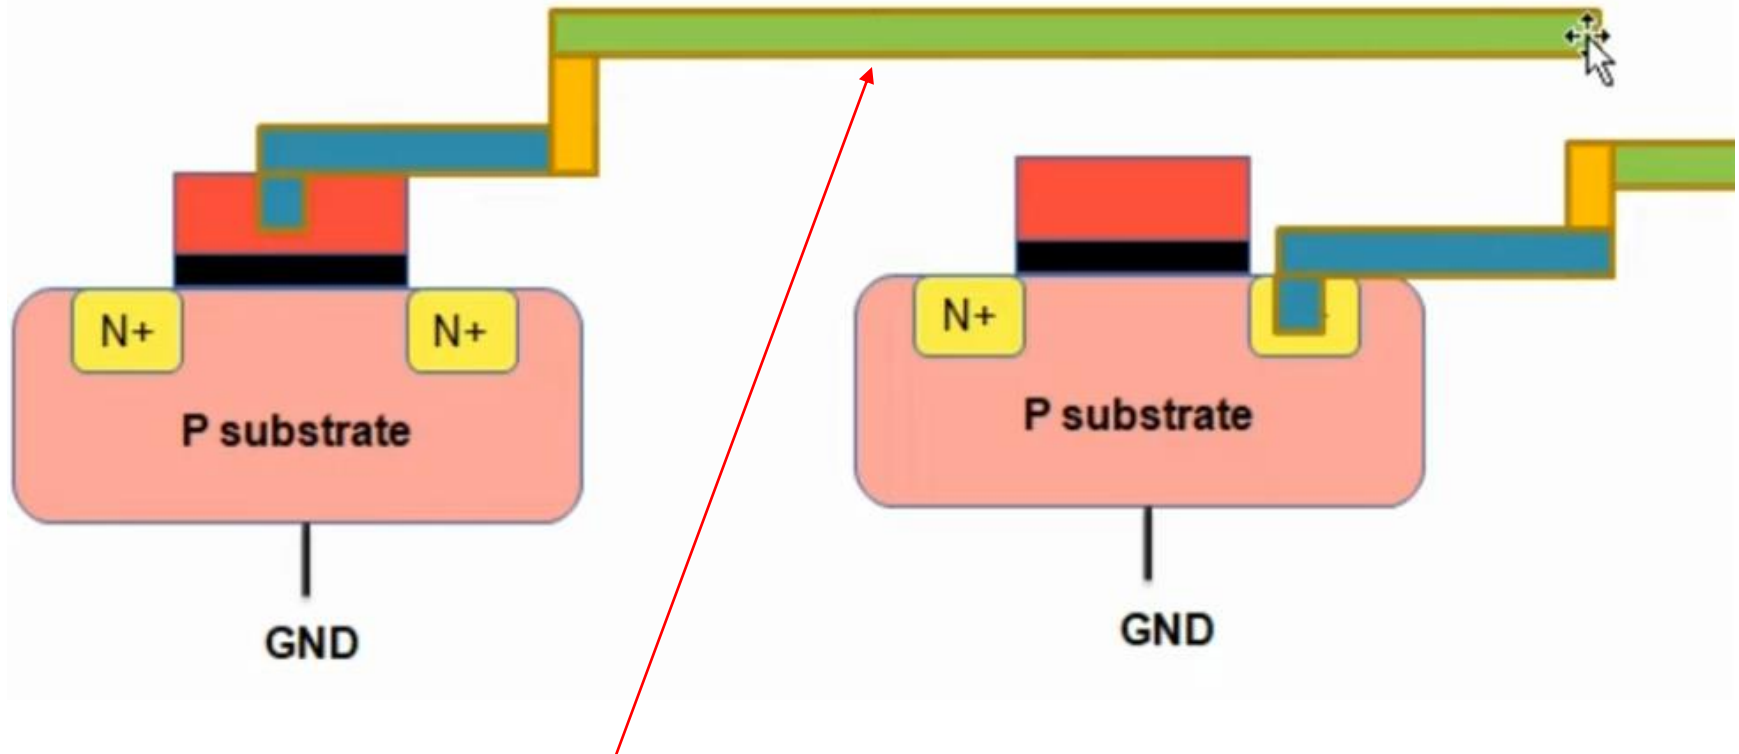 N+
N+
P substrate
GND
N+
P substrate
GND